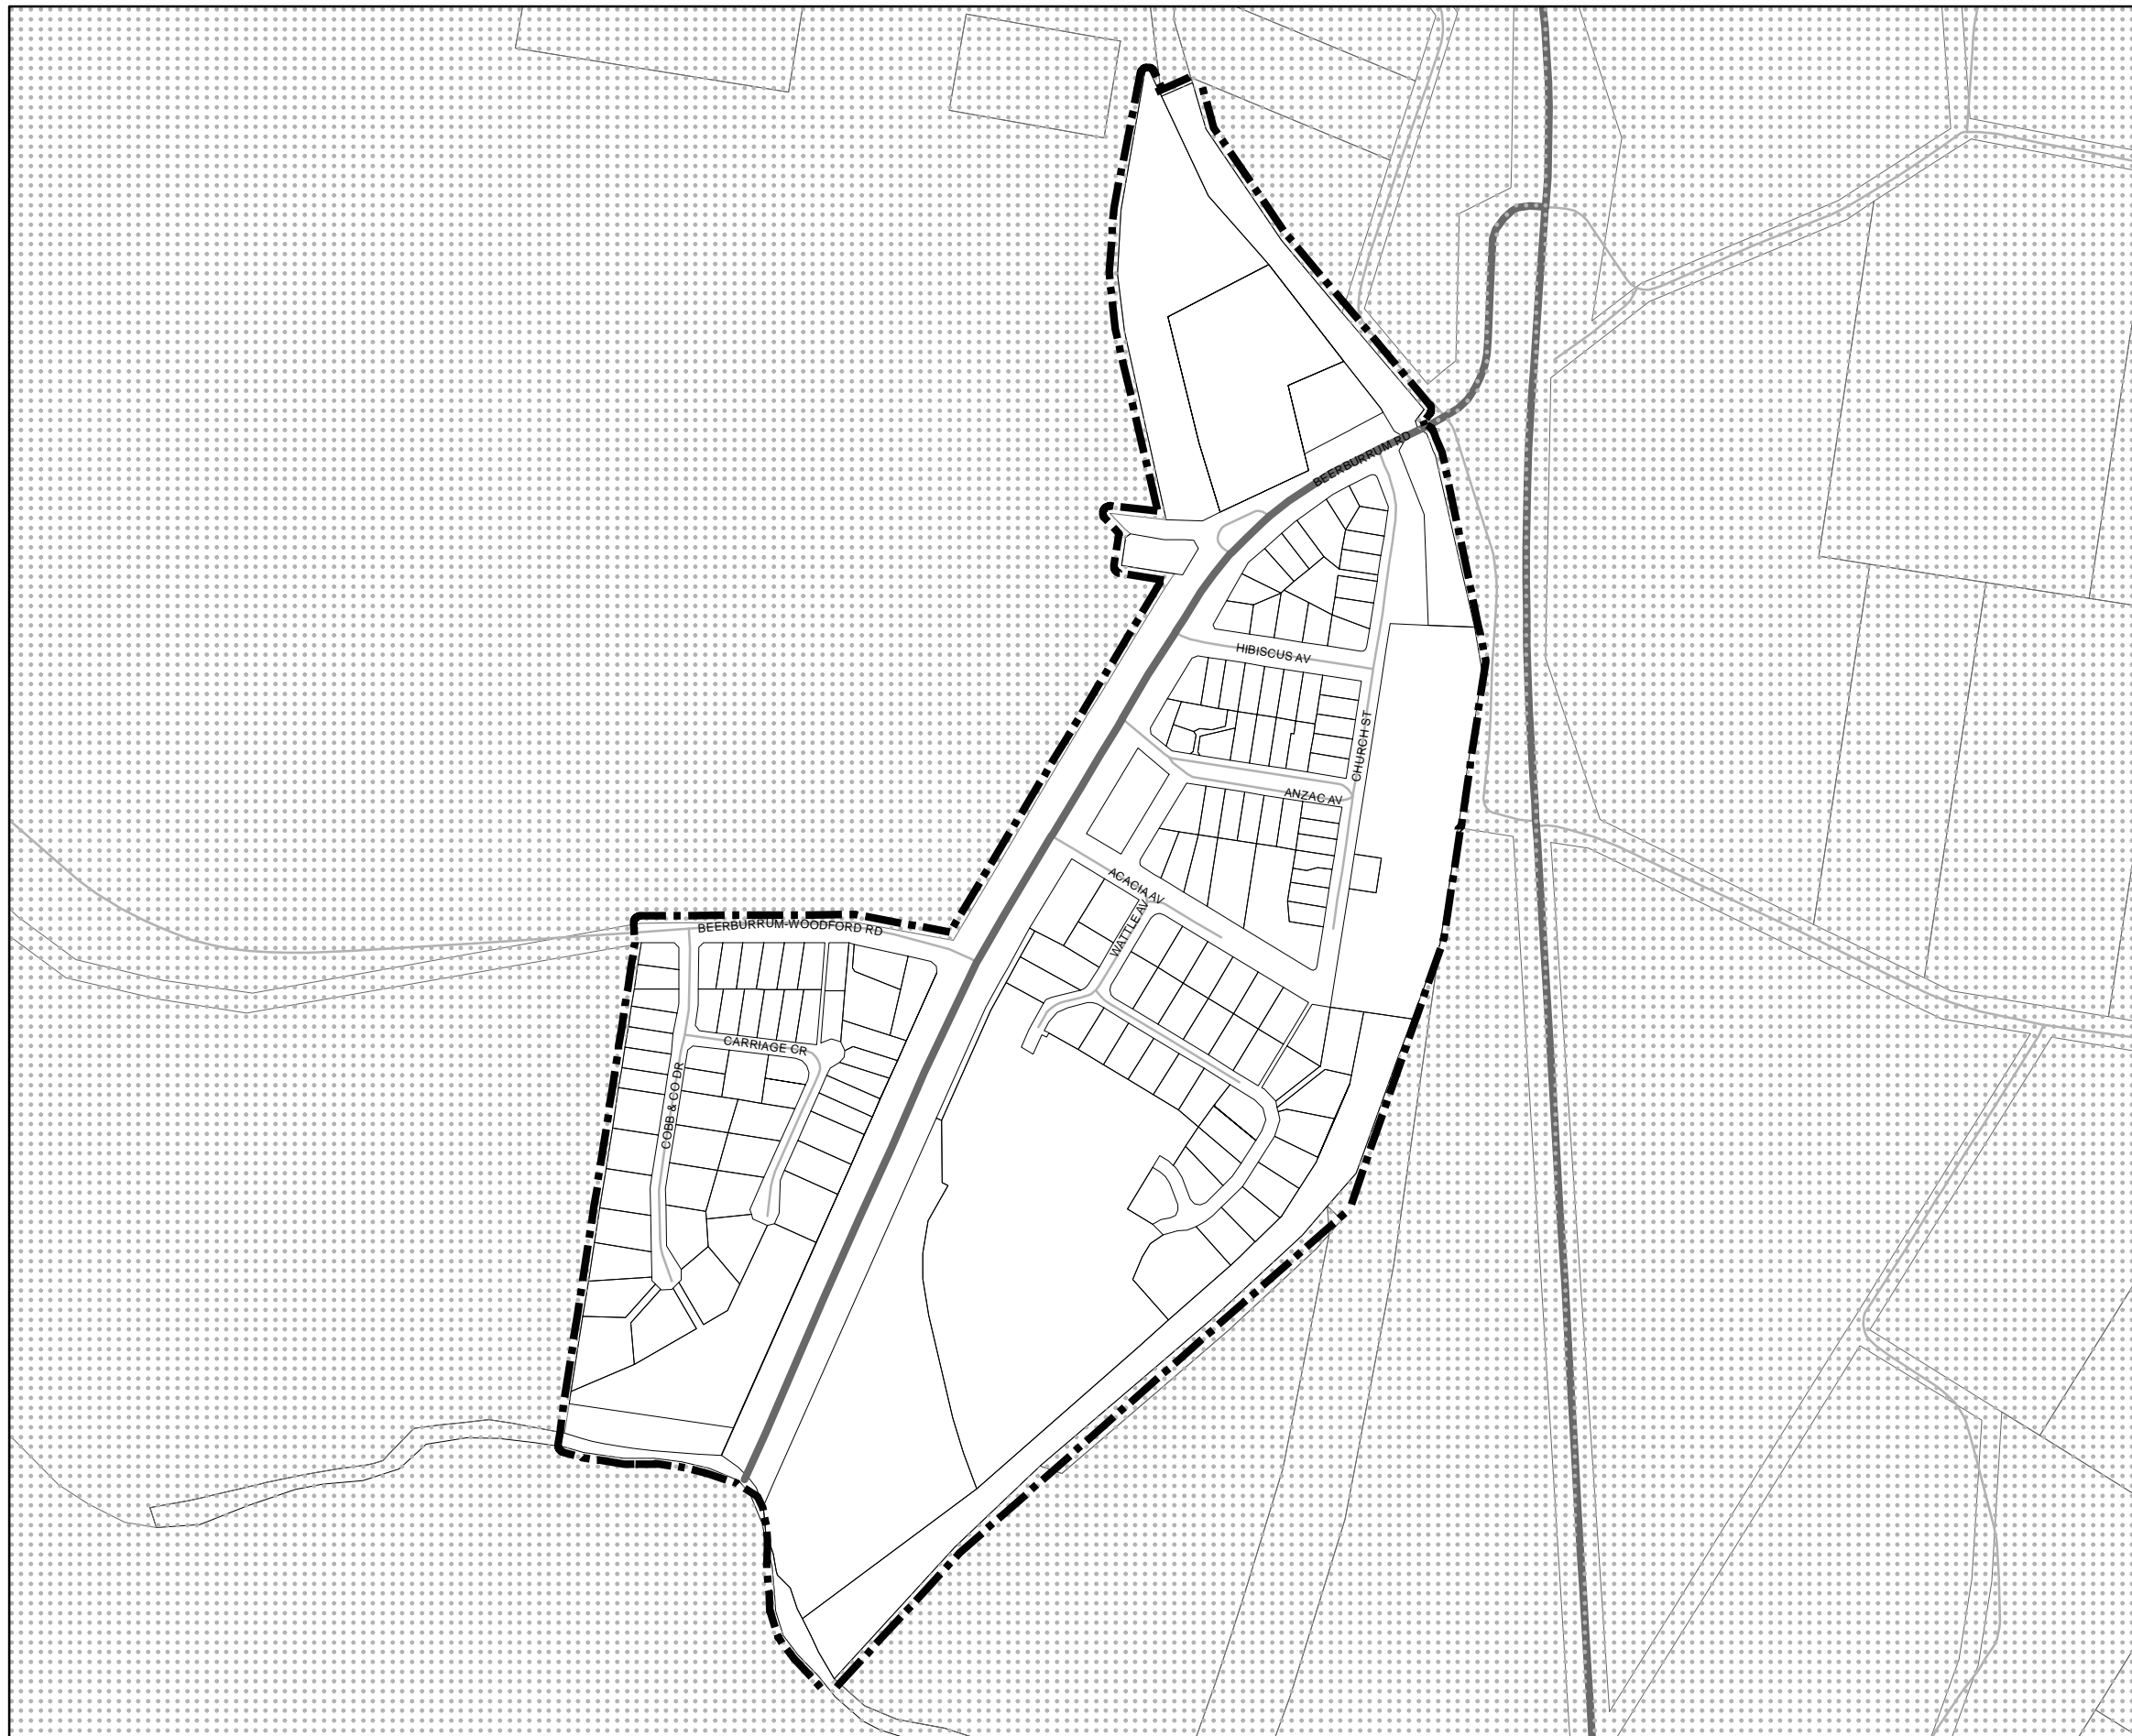 BEERBURRUM RD
HIBISCUS AV
CHURCH ST
ANZAC AV
ACACIA AV
WATTLE AV
BEERBURRUM-WOODFORD RD
CARRIAGE CR
COBB & CO DR